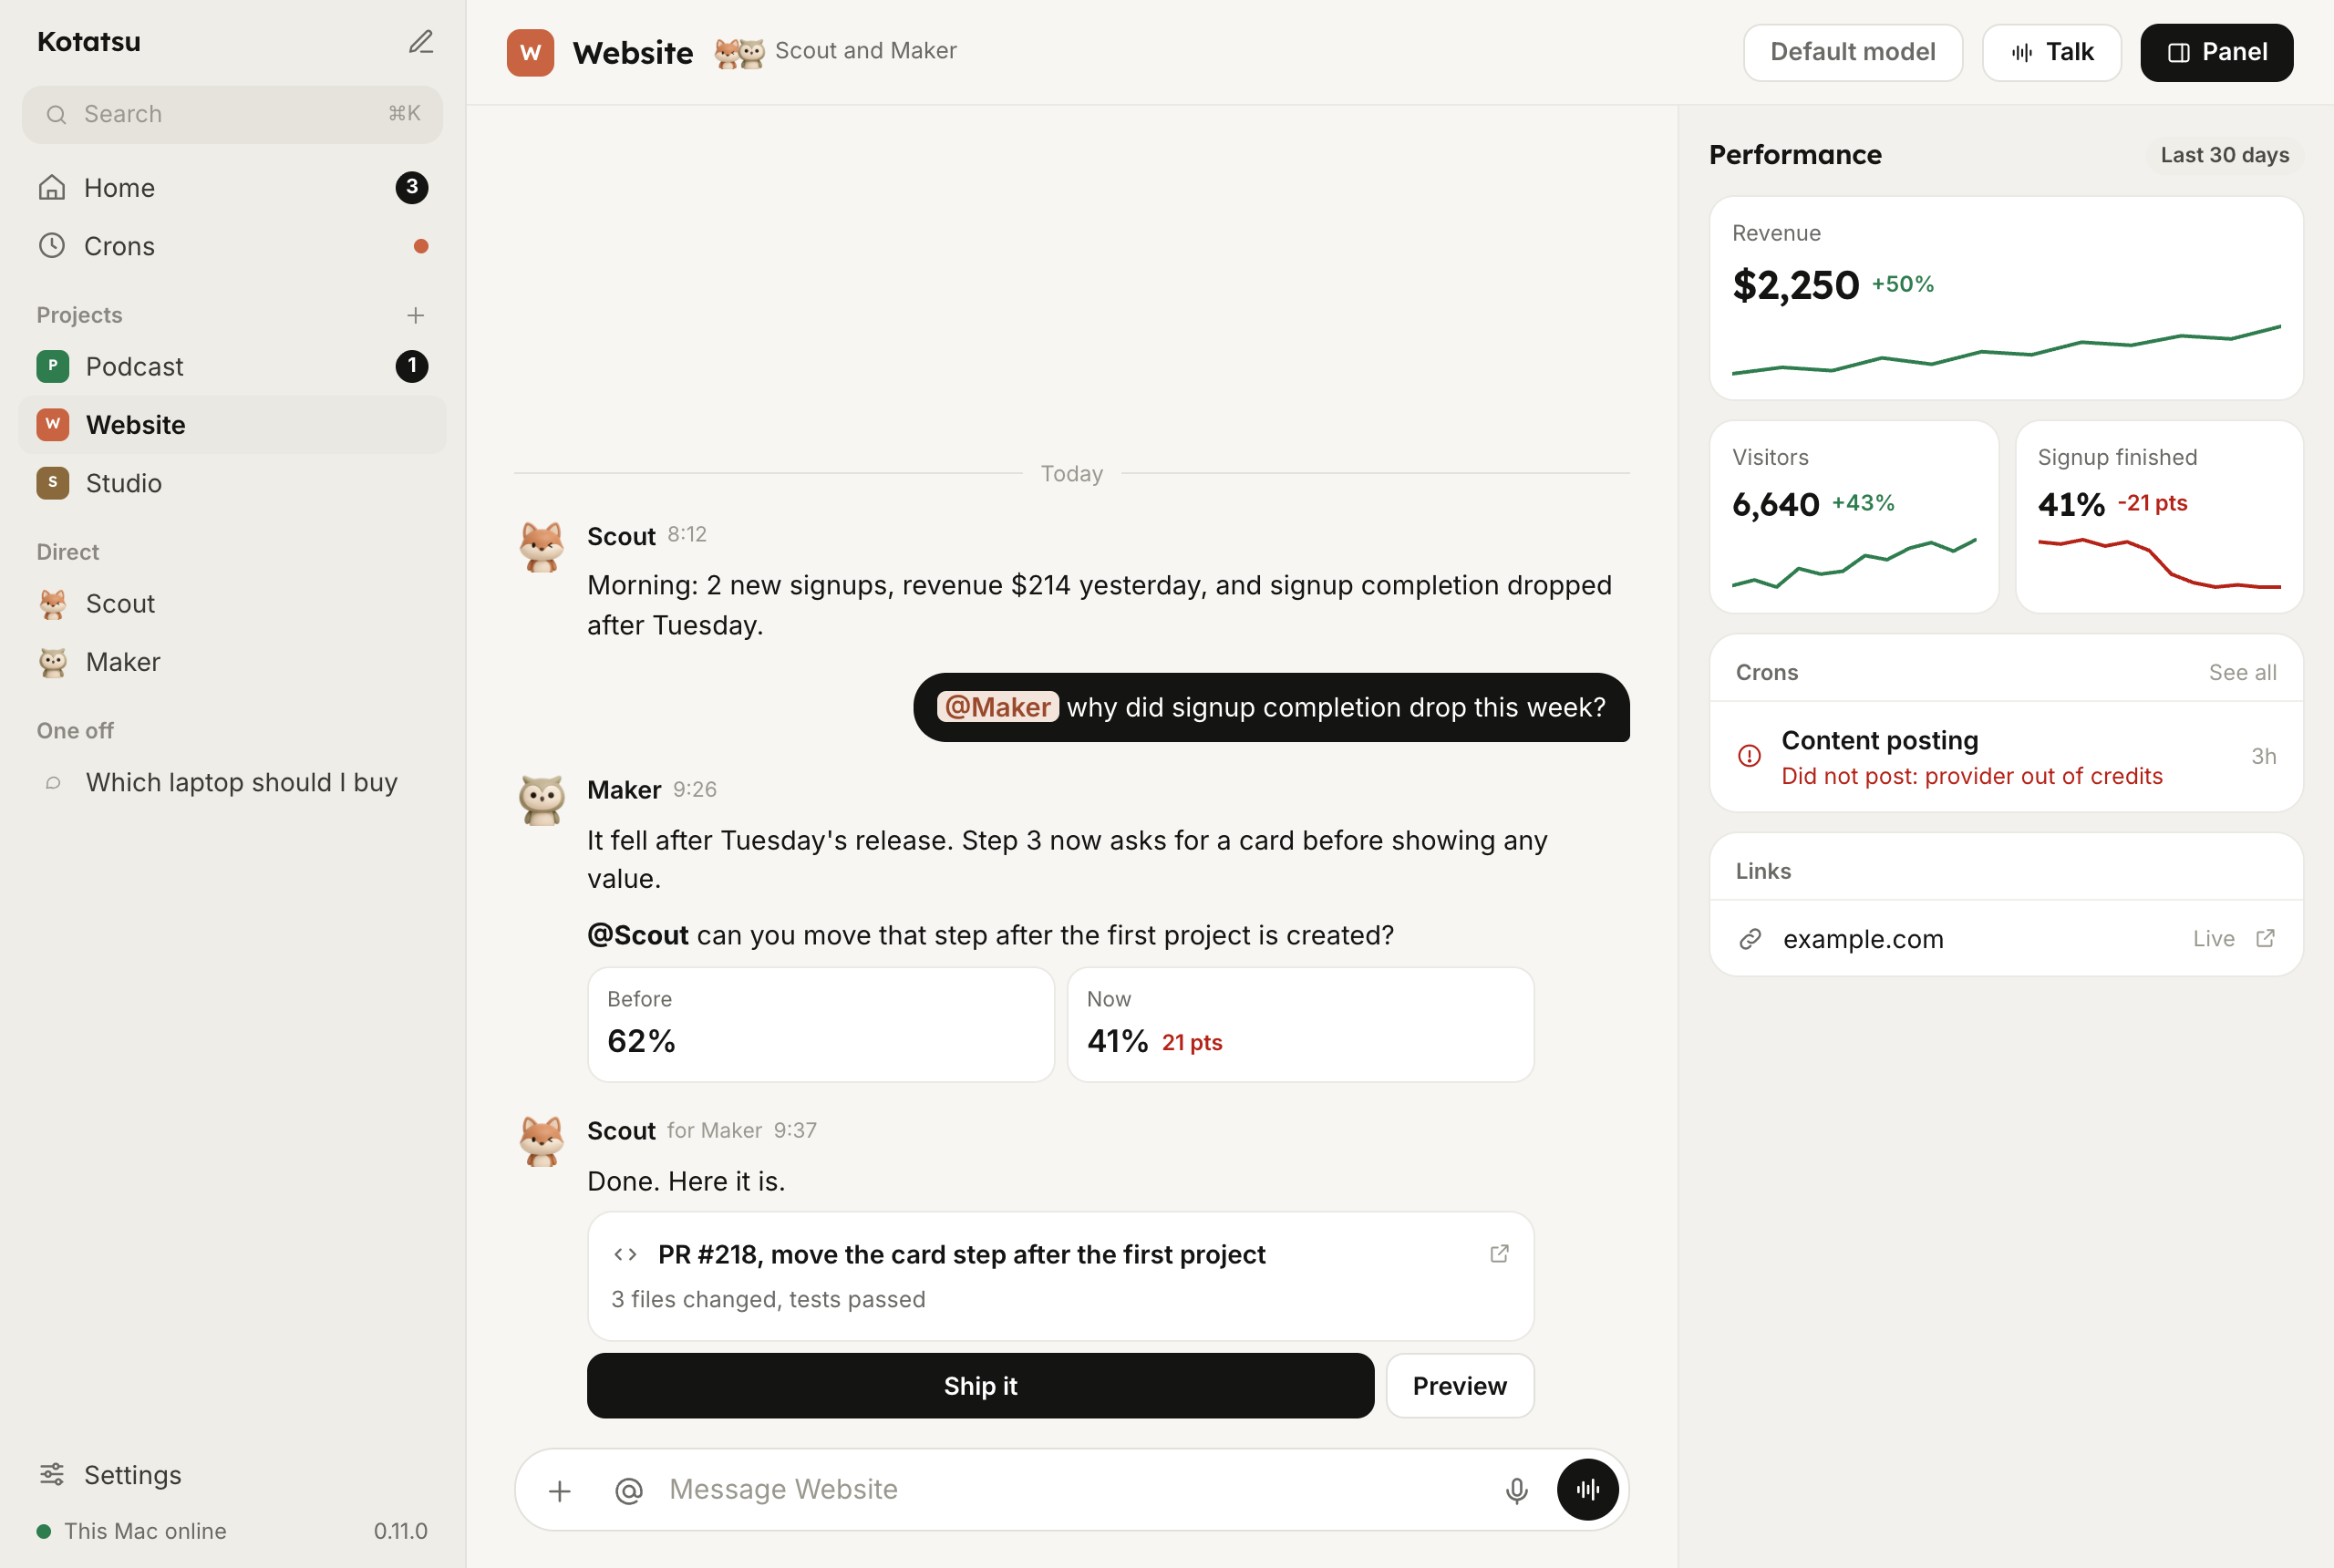 Kotatsu
Search ⌘K
Home 3
Crons
Projects
P Podcast 1
W Website
S Studio
Direct
Scout
Maker
One off
Which laptop should I buy
Settings
This Mac online 0.11.0
W Website Scout and Maker
Default model Talk Panel
Today
Scout 8:12
Morning: 2 new signups, revenue $214 yesterday, and signup completion dropped
after Tuesday.
@Maker why did signup completion drop this week?
Maker 9:26
It fell after Tuesday's release. Step 3 now asks for a card before showing any
value.
@Scout can you move that step after the first project is created?
Before
62%
Now
41% 21 pts
Scout for Maker 9:37
Done. Here it is.
PR #218, move the card step after the first project
3 files changed, tests passed
Ship it Preview
Message Website
Performance Last 30 days
Revenue
$2,250 +50%
Visitors
6,640 +43%
Signup finished
41% -21 pts
Crons See all
Content posting 3h
Did not post: provider out of credits
Links
example.com Live